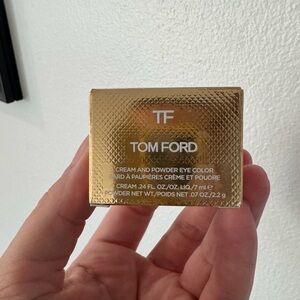 TF
TOM FORD
CREAM AND POWDER EYE COLOR
FARD À PAUPIÈRES CRÈME ET POUDRE
CREAM .24 FL. OZ./OZ. LIQ./7 ml ℮
POWDER NET WT./POIDS NET .07 OZ./2.2 g